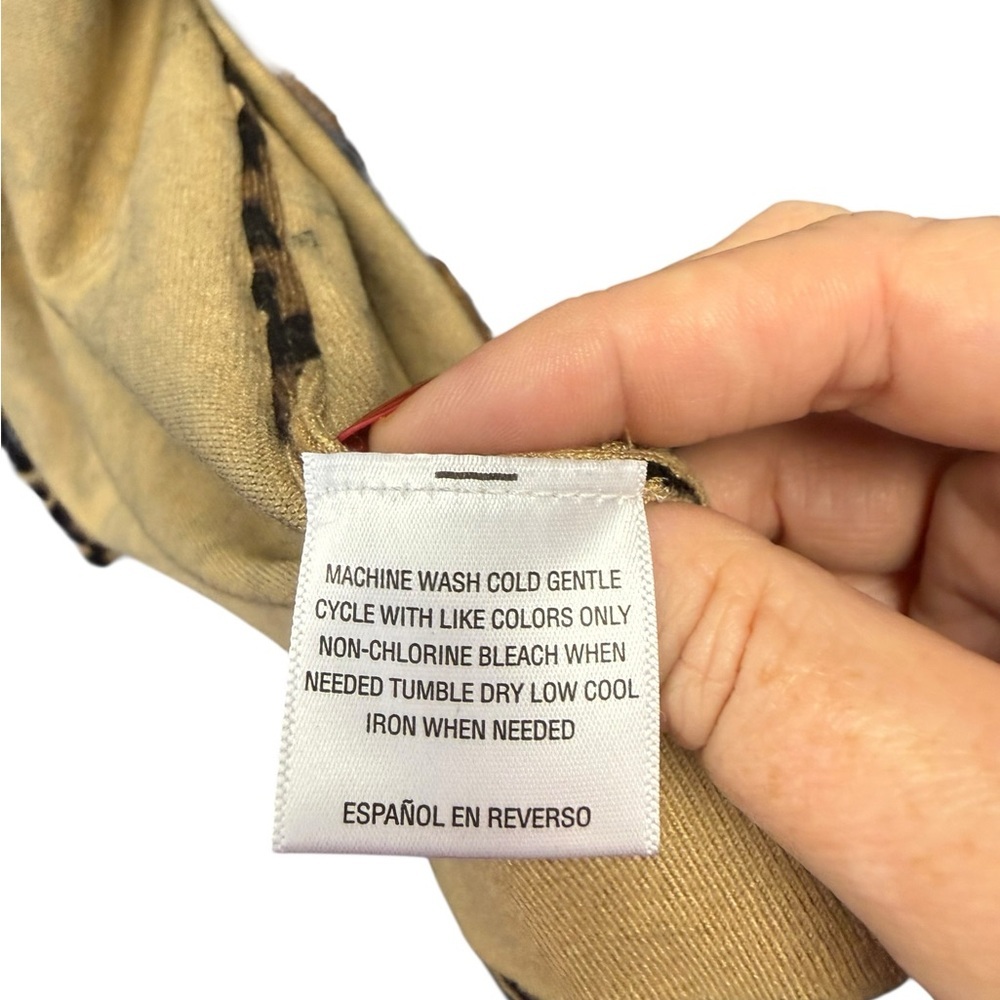 MACHINE WASH COLD GENTLE
CYCLE WITH LIKE COLORS ONLY
NON-CHLORINE BLEACH WHEN
NEEDED TUMBLE DRY LOW COOL
IRON WHEN NEEDED
ESPAÑOL EN REVERSO